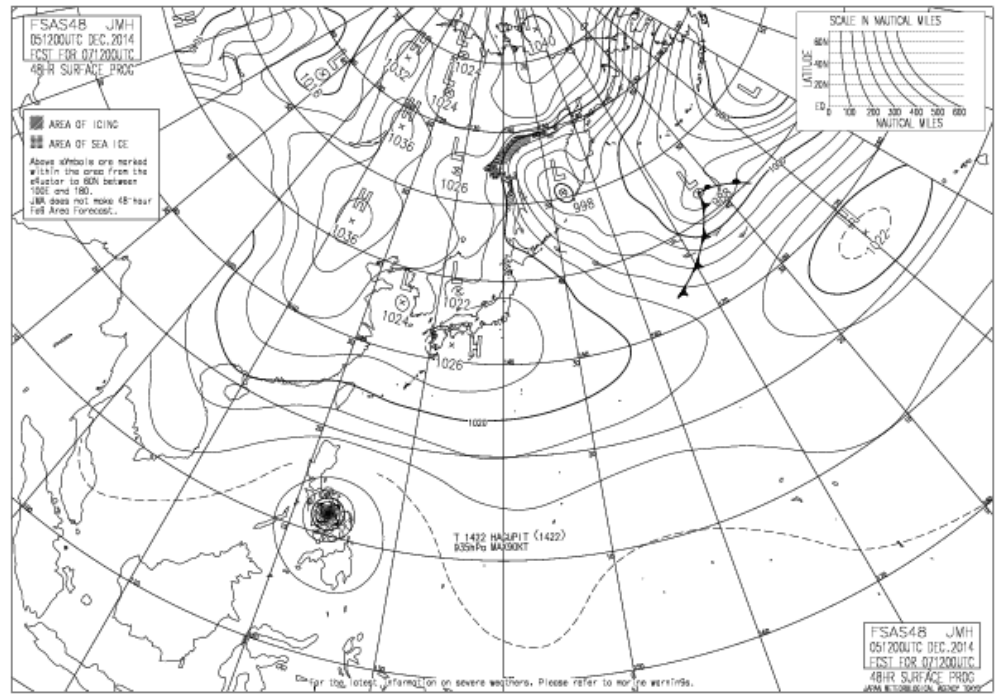 FSAS48 JMH
051200UTC DEC.2014
FCST FOR 071200UTC
48HR SURFACE PROG
SCALE IN NAUTICAL MILES
LATITUDE
60N
40N
20N
EQ
0 100 200 300 400 500 600
NAUTICAL MILES
AREA OF ICING
AREA OF SEA ICE
Above symbols are marked
within the area from the
equator to 60N between
100E and 180.
JMA does not make 48-hour
FoG Area Forecast.
H
1032
1024
L
1024
1040
L
H
1036
L
1026
L
998
L
988
H
1022
H
1036
L
1024
L
1022
H
1026
1020
T 1422 HAGUPIT (1422)
935hPa MAX90KT
For the latest information on severe weathers, Please refer to marine warnings.
FSAS48 JMH
051200UTC DEC.2014
FCST FOR 071200UTC
48HR SURFACE PROG
JAPAN METEOROLOGICAL AGENCY TOKYO